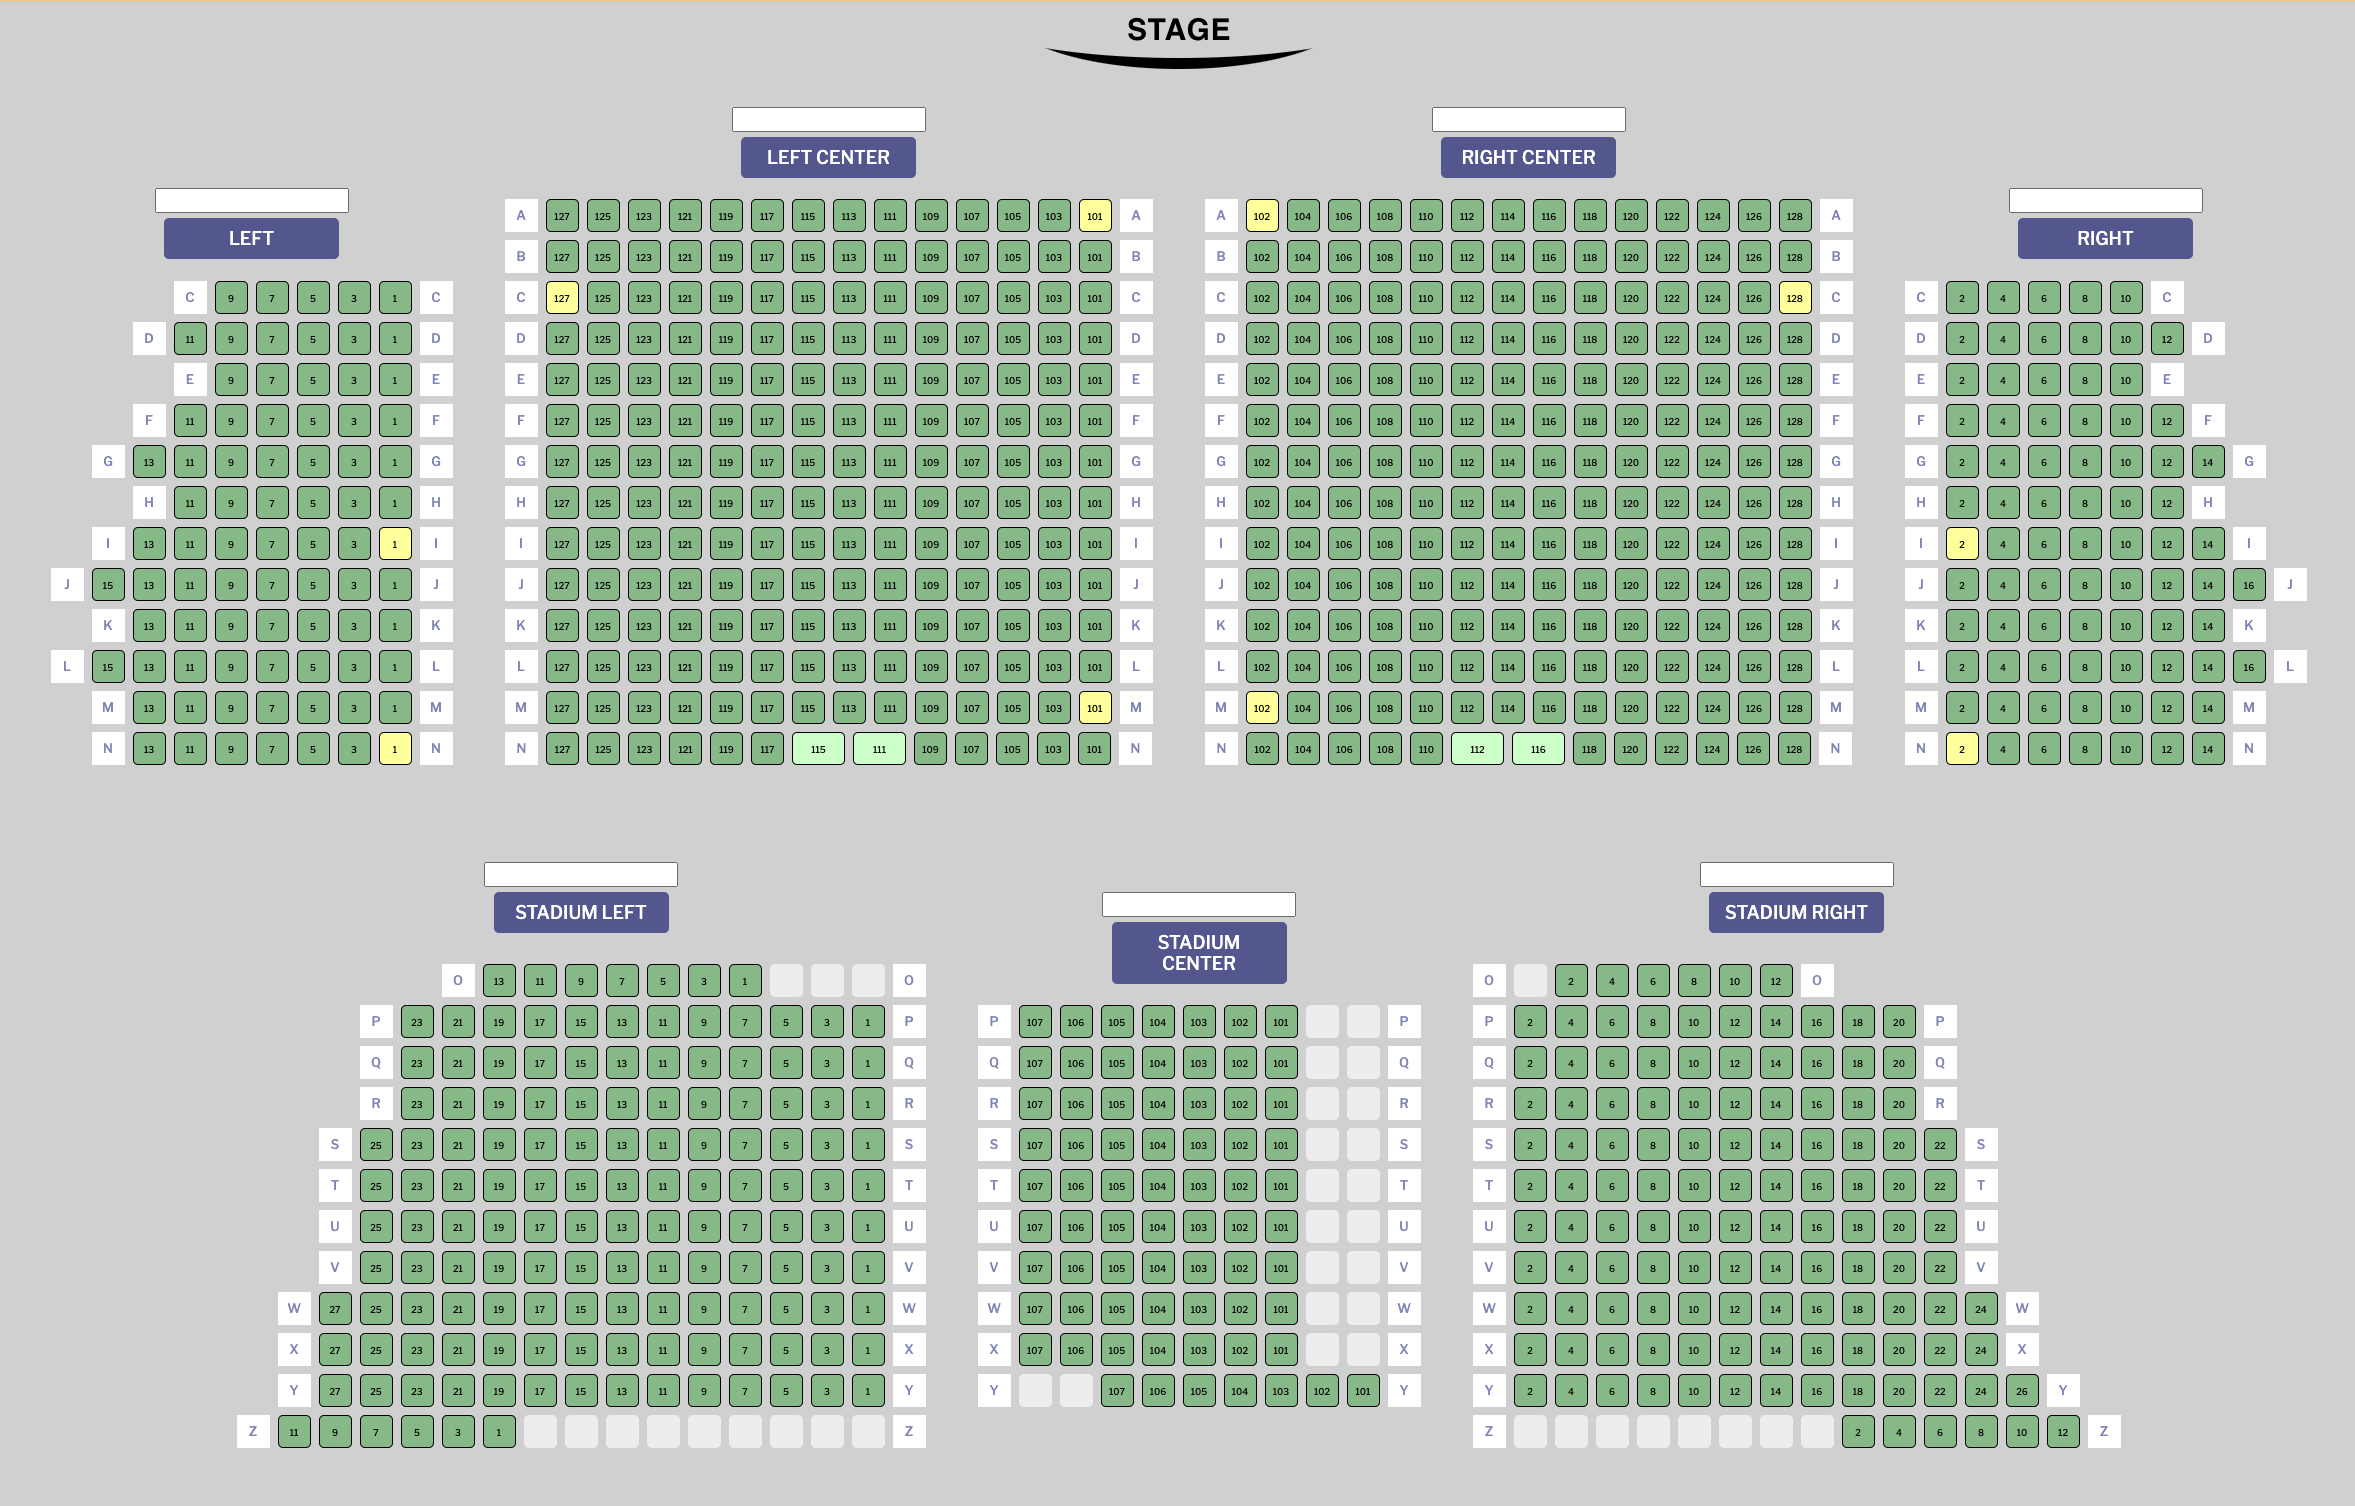 STAGE
LEFT CENTER RIGHT CENTER
LEFT RIGHT
A 127 125 123 121 119 117 115 113 111 109 107 105 103 101 A A 102 104 106 108 110 112 114 116 118 120 122 124 126 128 A
B 127 125 123 121 119 117 115 113 111 109 107 105 103 101 B B 102 104 106 108 110 112 114 116 118 120 122 124 126 128 B
C 9 7 5 3 1 C C 127 125 123 121 119 117 115 113 111 109 107 105 103 101 C C 102 104 106 108 110 112 114 116 118 120 122 124 126 128 C C 2 4 6 8 10 C
D 11 9 7 5 3 1 D D 127 125 123 121 119 117 115 113 111 109 107 105 103 101 D D 102 104 106 108 110 112 114 116 118 120 122 124 126 128 D D 2 4 6 8 10 12 D
E 9 7 5 3 1 E E 127 125 123 121 119 117 115 113 111 109 107 105 103 101 E E 102 104 106 108 110 112 114 116 118 120 122 124 126 128 E E 2 4 6 8 10 E
F 11 9 7 5 3 1 F F 127 125 123 121 119 117 115 113 111 109 107 105 103 101 F F 102 104 106 108 110 112 114 116 118 120 122 124 126 128 F F 2 4 6 8 10 12 F
G 13 11 9 7 5 3 1 G G 127 125 123 121 119 117 115 113 111 109 107 105 103 101 G G 102 104 106 108 110 112 114 116 118 120 122 124 126 128 G G 2 4 6 8 10 12 14 G
H 11 9 7 5 3 1 H H 127 125 123 121 119 117 115 113 111 109 107 105 103 101 H H 102 104 106 108 110 112 114 116 118 120 122 124 126 128 H H 2 4 6 8 10 12 H
I 13 11 9 7 5 3 1 I I 127 125 123 121 119 117 115 113 111 109 107 105 103 101 I I 102 104 106 108 110 112 114 116 118 120 122 124 126 128 I I 2 4 6 8 10 12 14 I
J 15 13 11 9 7 5 3 1 J J 127 125 123 121 119 117 115 113 111 109 107 105 103 101 J J 102 104 106 108 110 112 114 116 118 120 122 124 126 128 J J 2 4 6 8 10 12 14 16 J
K 13 11 9 7 5 3 1 K K 127 125 123 121 119 117 115 113 111 109 107 105 103 101 K K 102 104 106 108 110 112 114 116 118 120 122 124 126 128 K K 2 4 6 8 10 12 14 K
L 15 13 11 9 7 5 3 1 L L 127 125 123 121 119 117 115 113 111 109 107 105 103 101 L L 102 104 106 108 110 112 114 116 118 120 122 124 126 128 L L 2 4 6 8 10 12 14 16 L
M 13 11 9 7 5 3 1 M M 127 125 123 121 119 117 115 113 111 109 107 105 103 101 M M 102 104 106 108 110 112 114 116 118 120 122 124 126 128 M M 2 4 6 8 10 12 14 M
N 13 11 9 7 5 3 1 N N 127 125 123 121 119 117 115 111 109 107 105 103 101 N N 102 104 106 108 110 112 116 118 120 122 124 126 128 N N 2 4 6 8 10 12 14 N
STADIUM LEFT STADIUM RIGHT
STADIUM
CENTER
O 13 11 9 7 5 3 1 O O 2 4 6 8 10 12 O
P 23 21 19 17 15 13 11 9 7 5 3 1 P P 107 106 105 104 103 102 101 P P 2 4 6 8 10 12 14 16 18 20 P
Q 23 21 19 17 15 13 11 9 7 5 3 1 Q Q 107 106 105 104 103 102 101 Q Q 2 4 6 8 10 12 14 16 18 20 Q
R 23 21 19 17 15 13 11 9 7 5 3 1 R R 107 106 105 104 103 102 101 R R 2 4 6 8 10 12 14 16 18 20 R
S 25 23 21 19 17 15 13 11 9 7 5 3 1 S S 107 106 105 104 103 102 101 S S 2 4 6 8 10 12 14 16 18 20 22 S
T 25 23 21 19 17 15 13 11 9 7 5 3 1 T T 107 106 105 104 103 102 101 T T 2 4 6 8 10 12 14 16 18 20 22 T
U 25 23 21 19 17 15 13 11 9 7 5 3 1 U U 107 106 105 104 103 102 101 U U 2 4 6 8 10 12 14 16 18 20 22 U
V 25 23 21 19 17 15 13 11 9 7 5 3 1 V V 107 106 105 104 103 102 101 V V 2 4 6 8 10 12 14 16 18 20 22 V
W 27 25 23 21 19 17 15 13 11 9 7 5 3 1 W W 107 106 105 104 103 102 101 W W 2 4 6 8 10 12 14 16 18 20 22 24 W
X 27 25 23 21 19 17 15 13 11 9 7 5 3 1 X X 107 106 105 104 103 102 101 X X 2 4 6 8 10 12 14 16 18 20 22 24 X
Y 27 25 23 21 19 17 15 13 11 9 7 5 3 1 Y Y 107 106 105 104 103 102 101 Y Y 2 4 6 8 10 12 14 16 18 20 22 24 26 Y
Z 11 9 7 5 3 1 Z Z 2 4 6 8 10 12 Z